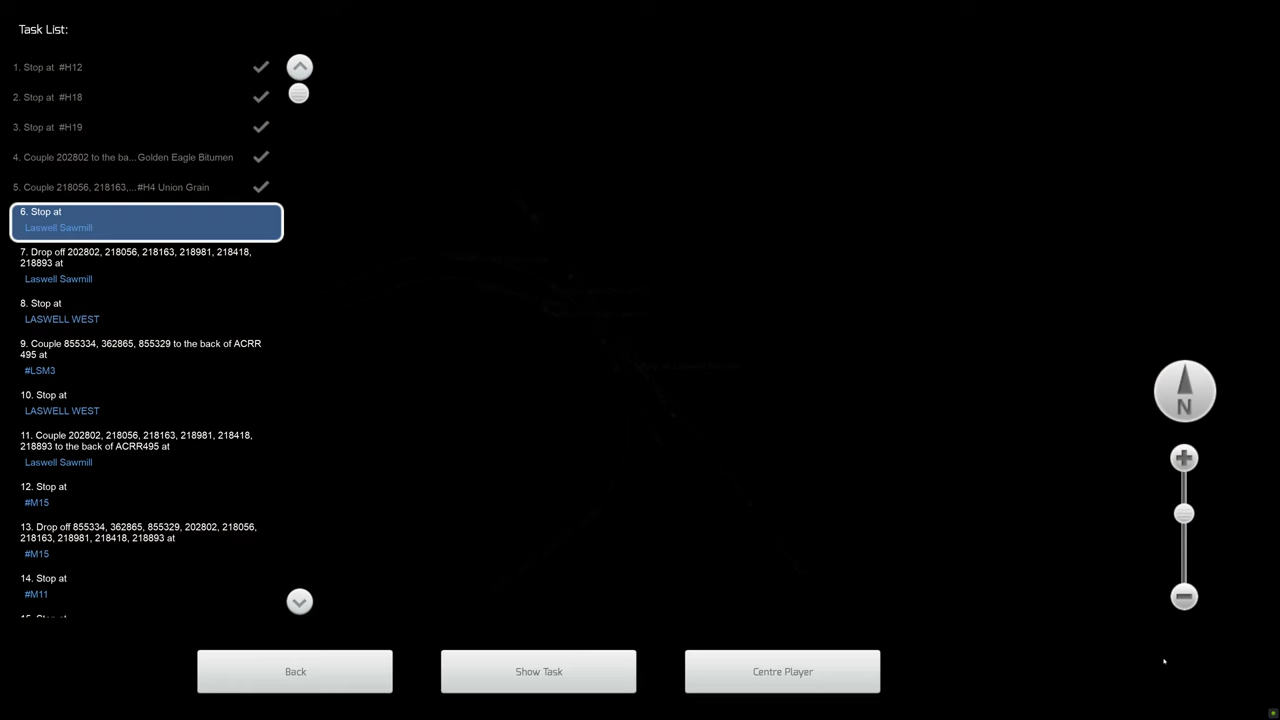 Task List:
1. Stop at #H12
2. Stop at #H18
3. Stop at #H19
4. Couple 202802 to the ba... Golden Eagle Bitumen
5. Couple 218056, 218163,... #H4 Union Grain
6. Stop at
Laswell Sawmill
7. Drop off 202802, 218056, 218163, 218981, 218418,
218893 at
Laswell Sawmill
8. Stop at
LASWELL WEST
9. Couple 855334, 362865, 855329 to the back of ACRR
495 at
#LSM3
10. Stop at
LASWELL WEST
11. Couple 202802, 218056, 218163, 218981, 218418,
218893 to the back of ACRR495 at
Laswell Sawmill
12. Stop at
#M15
13. Drop off 855334, 362865, 855329, 202802, 218056,
218163, 218981, 218418, 218893 at
#M15
14. Stop at
#M11
N
Back
Show Task
Centre Player